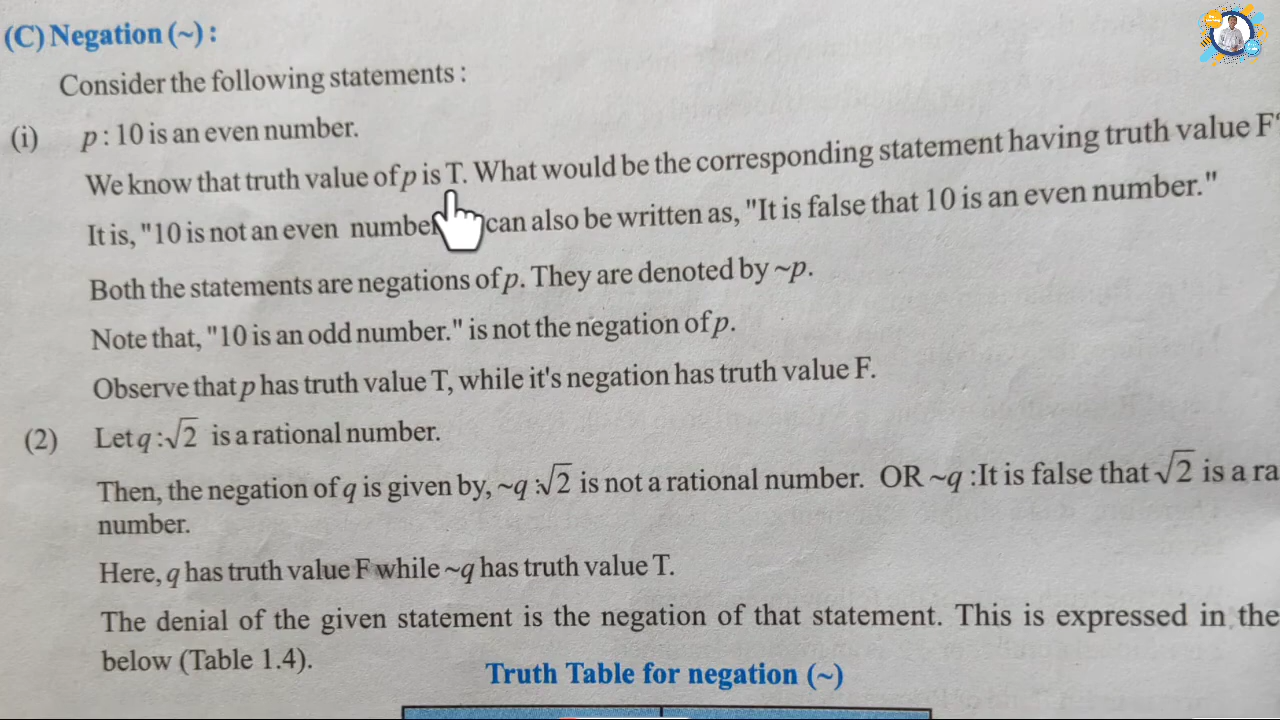 (C) Negation (~) :
Consider the following statements :
(i) p : 10 is an even number.
We know that truth value of p is T. What would be the corresponding statement having truth value F
It is, "10 is not an even number can also be written as, "It is false that 10 is an even number."
Both the statements are negations of p. They are denoted by ~p.
Note that, "10 is an odd number." is not the negation of p.
Observe that p has truth value T, while it's negation has truth value F.
(2) Let q :√2 is a rational number.
Then, the negation of q is given by, ~q :√2 is not a rational number. OR ~q :It is false that √2 is a ra
number.
Here, q has truth value F while ~q has truth value T.
The denial of the given statement is the negation of that statement. This is expressed in the
below (Table 1.4).
Truth Table for negation (~)